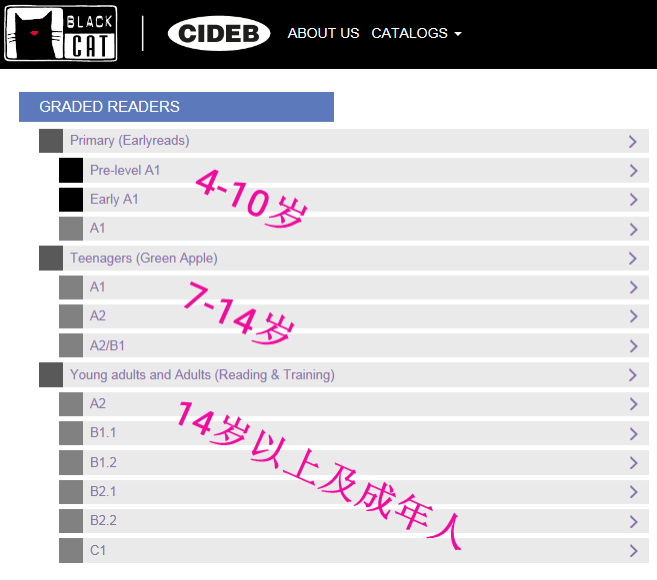 BLACK
CAT
CIDEB
ABOUT US
CATALOGS
GRADED READERS
Primary (Earlyreads)
Pre-level A1
4-10岁
Early A1
A1
Teenagers (Green Apple)
A1
7-14岁
A2
A2/B1
Young adults and Adults (Reading & Training)
A2
14岁以上及成年人
B1.1
B1.2
B2.1
B2.2
C1